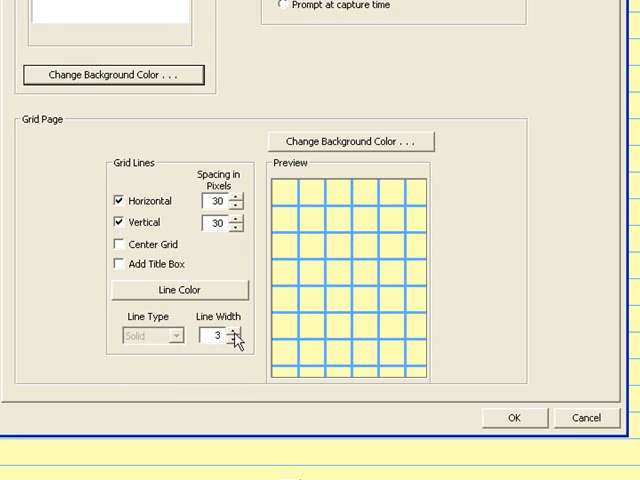 Prompt at capture time
Change Background Color . . .
Grid Page
Change Background Color . . .
Grid Lines
Preview
Spacing in
Pixels
Horizontal
30
Vertical
30
Center Grid
Add Title Box
Line Color
Line Type
Line Width
Solid
3
OK
Cancel